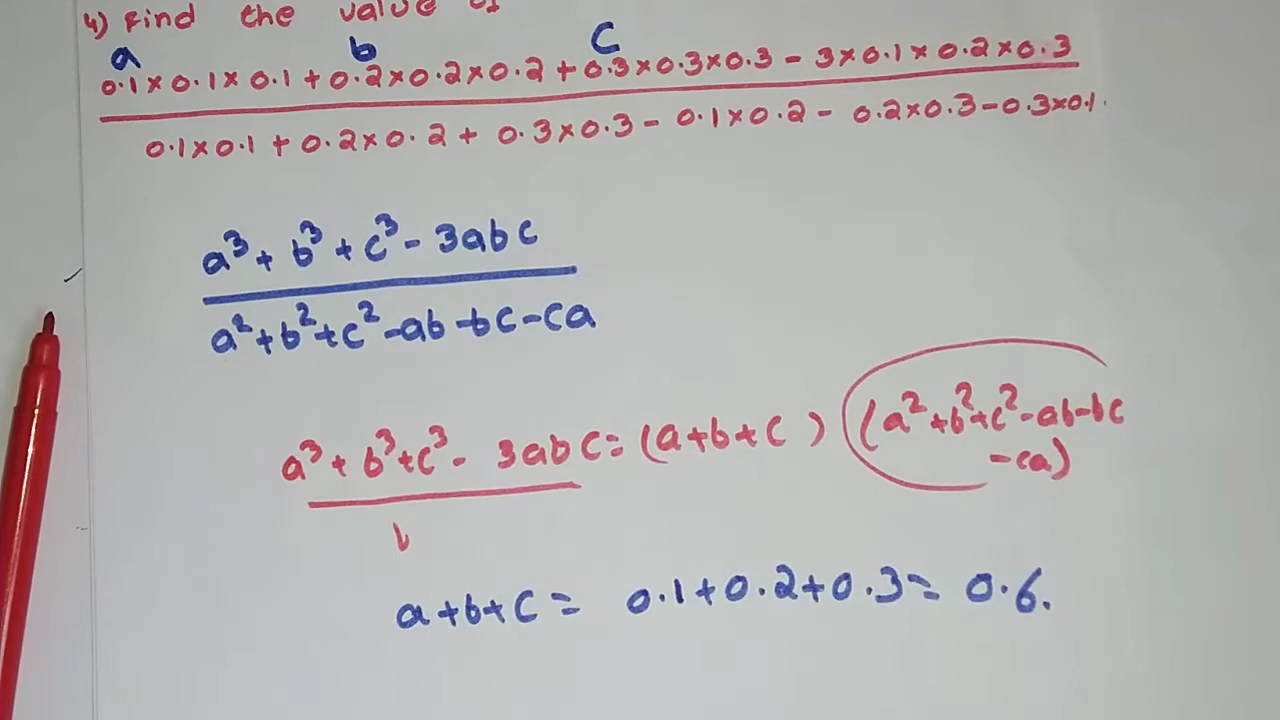 4) Find the value of
a b c
0.1×0.1×0.1+0.2×0.2×0.2+0.3×0.3×0.3-3×0.1×0.2×0.3
0.1×0.1+0.2×0.2+0.3×0.3-0.1×0.2-0.2×0.3-0.3×0.1.
a³+b³+c³-3abc
a²+b²+c²-ab-bc-ca
a³+b³+c³-3abc=(a+b+c)(a²+b²+c²-ab-bc
-ca)
a+b+c= 0.1+0.2+0.3=0.6.